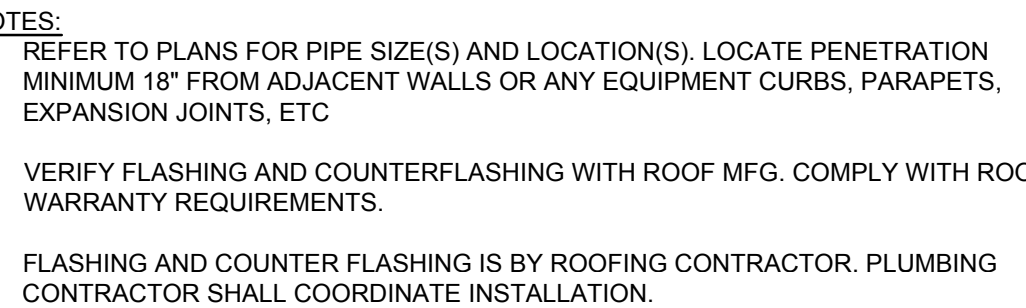 OTES:
REFER TO PLANS FOR PIPE SIZE(S) AND LOCATION(S). LOCATE PENETRATION
MINIMUM 18" FROM ADJACENT WALLS OR ANY EQUIPMENT CURBS, PARAPETS,
EXPANSION JOINTS, ETC
VERIFY FLASHING AND COUNTERFLASHING WITH ROOF MFG. COMPLY WITH ROO
WARRANTY REQUIREMENTS.
FLASHING AND COUNTER FLASHING IS BY ROOFING CONTRACTOR. PLUMBING
CONTRACTOR SHALL COORDINATE INSTALLATION.